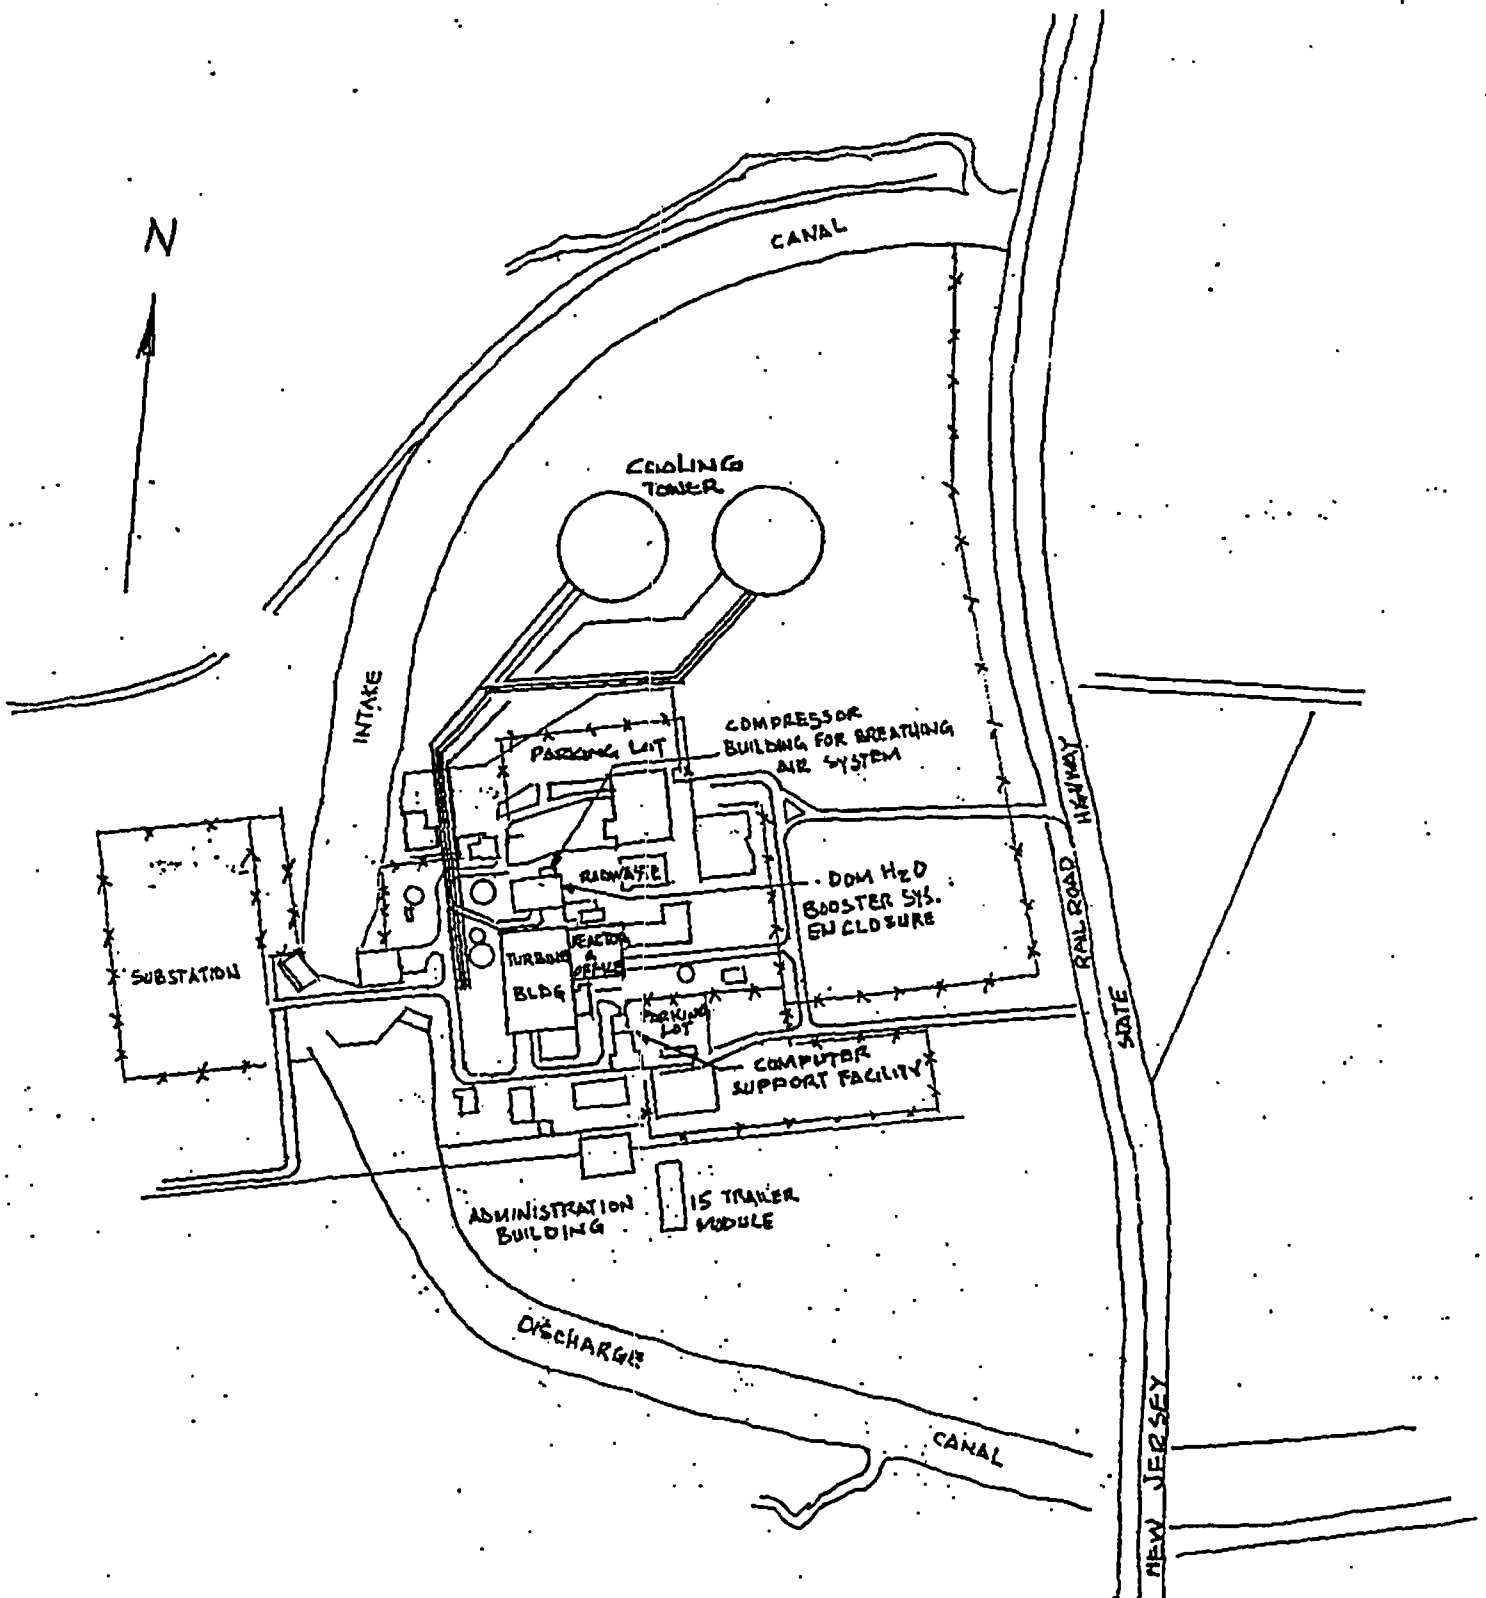 N
CANAL
COOLING
TOWER
INTAKE
PARKING LOT
COMPRESSOR
BUILDING FOR BREATHING
AIR SYSTEM
RADWASTE
DOM H2O
BOOSTER SYS.
ENCLOSURE
SUBSTATION
TURBINE
BLDG
REACTOR
&
OFFICE
PARKING
LOT
COMPUTER
SUPPORT FACILITY
ADMINISTRATION
BUILDING
15 TRAILER
MODULE
DISCHARGE
CANAL
RAILROAD
NEW JERSEY STATE HIGHWAY